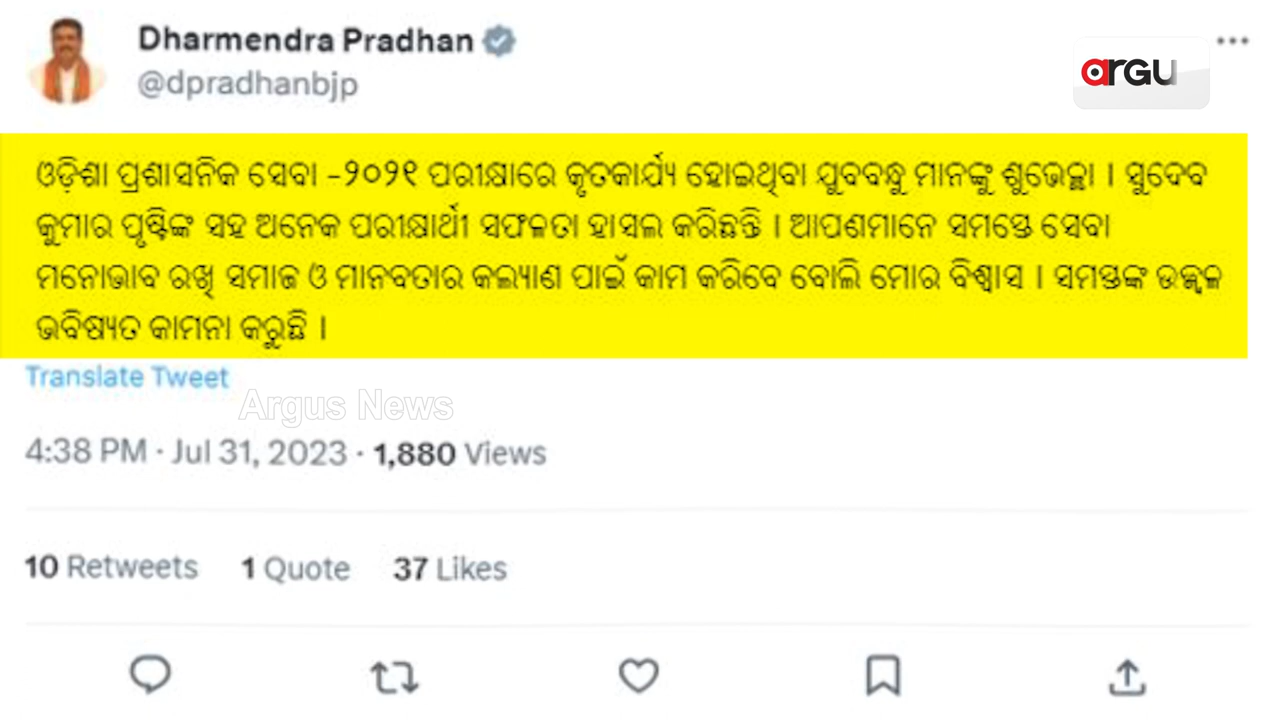 Dharmendra Pradhan
@dpradhanbjp
arGU
ଓଡ଼ିଶା ପ୍ରଶାସନିକ ସେବା -୨୦୨୧ ପରୀକ୍ଷାରେ କୃତକାର୍ଯ୍ୟ ହୋଇଥିବା ଯୁବବନ୍ଧୁ ମାନଙ୍କୁ ଶୁଭେଚ୍ଛା । ସୁଦେବ
କୁମାର ପୃଷ୍ଟିଙ୍କ ସହ ଅନେକ ପରୀକ୍ଷାର୍ଥୀ ସଫଳତା ହାସଲ କରିଛନ୍ତି । ଆପଣମାନେ ସମସ୍ତେ ସେବା
ମନୋଭାବ ରଖି ସମାଜ ଓ ମାନବତାର କଲ୍ୟାଣ ପାଇଁ କାମ କରିବେ ବୋଲି ମୋର ବିଶ୍ୱାସ । ସମସ୍ତଙ୍କ ଉଜ୍ଜ୍ୱଳ
ଭବିଷ୍ୟତ କାମନା କରୁଛି ।
Translate Tweet
Argus News
4:38 PM · Jul 31, 2023 · 1,880 Views
10 Retweets 1 Quote 37 Likes